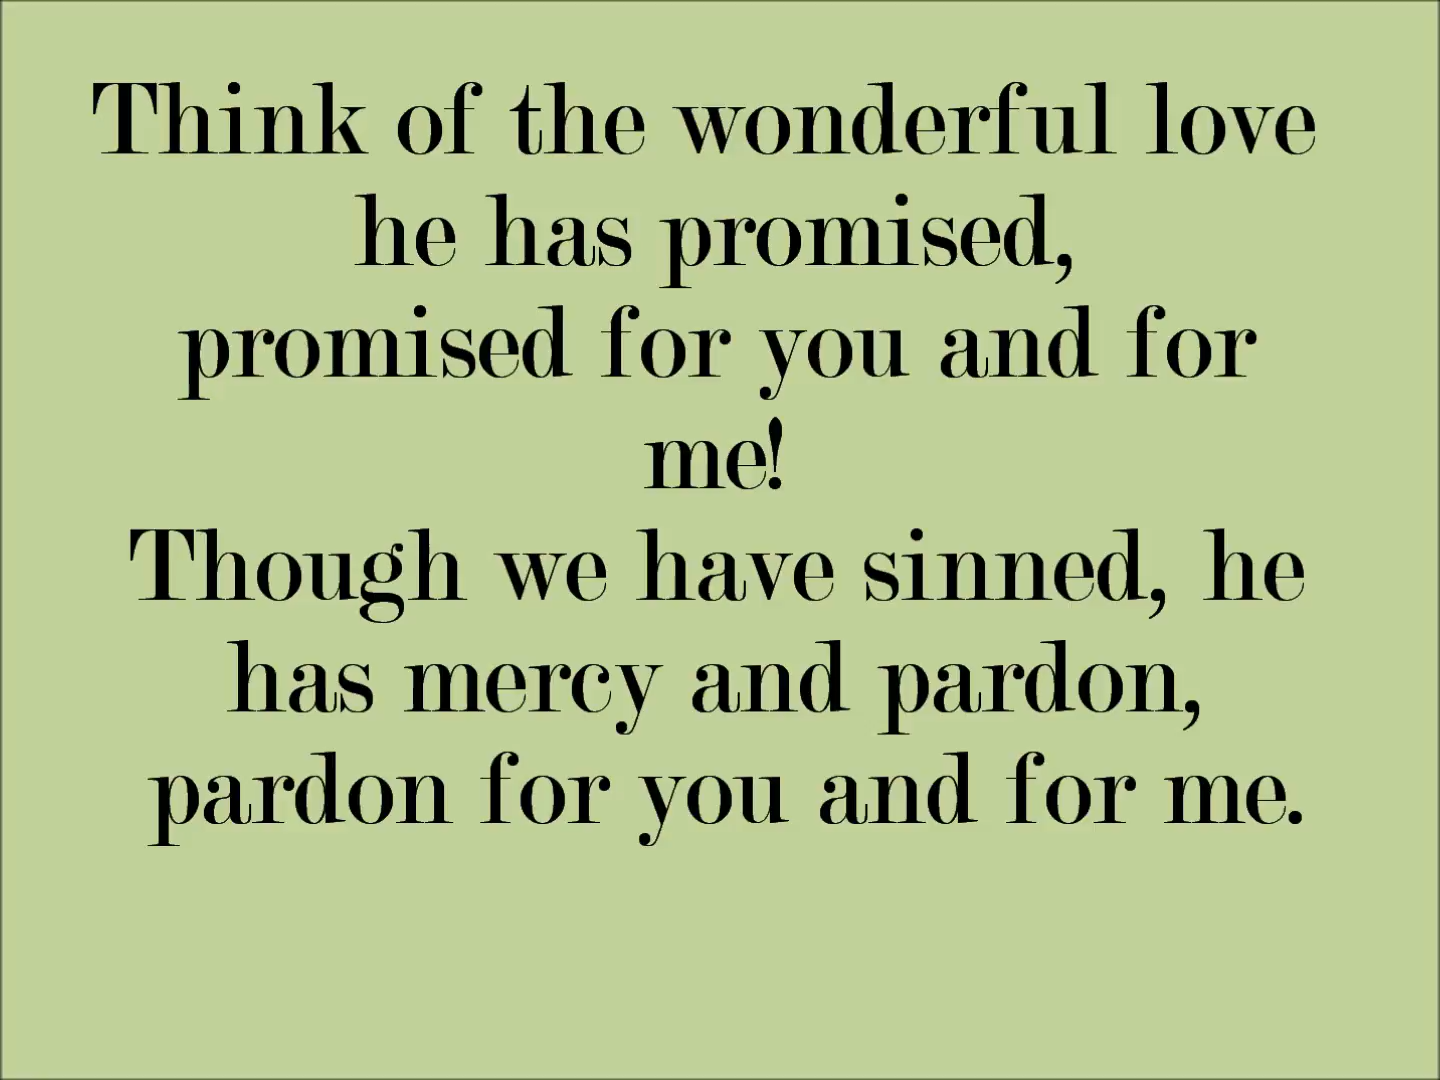 Think of the wonderful love
he has promised,
promised for you and for
me!
Though we have sinned, he
has mercy and pardon,
pardon for you and for me.